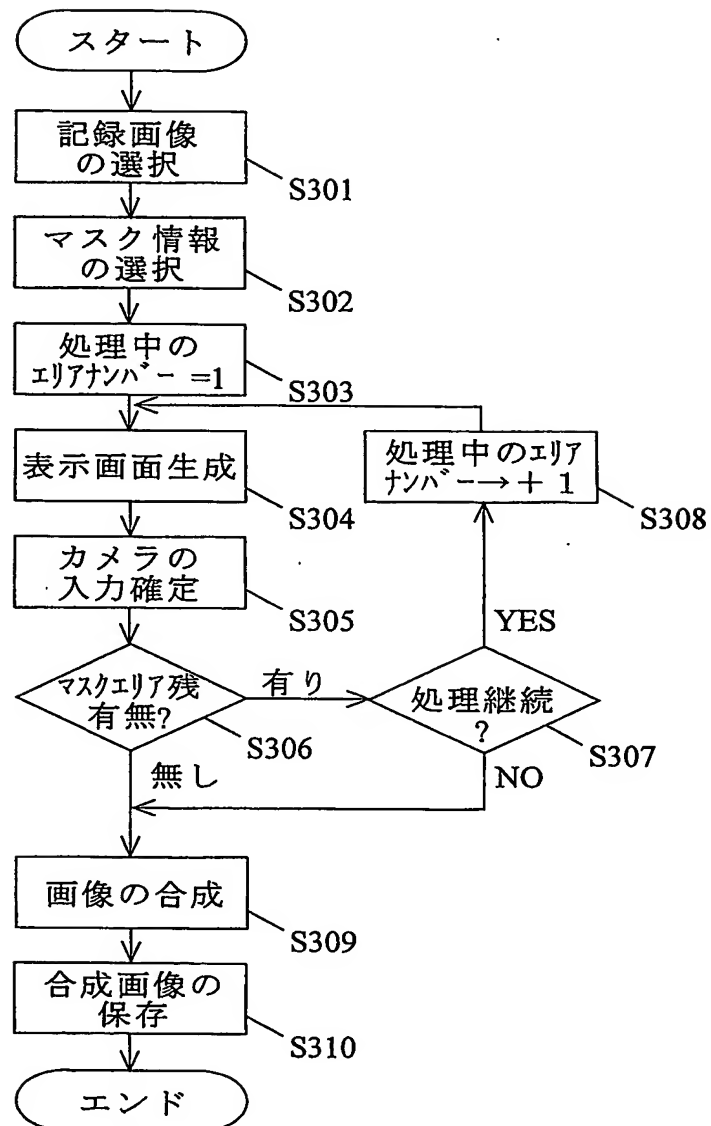 スタート
記録画像
の選択
S301
マスク情報
の選択
S302
処理中の
ｴﾘｱﾅﾝﾊﾞｰ =1
S303
表示画面生成
S304
処理中のｴﾘｱ
ﾅﾝﾊﾞｰ→+1
S308
カメラの
入力確定
S305
YES
ﾏｽｸｴﾘｱ残
有無?
S306
有り
処理継続
?
S307
無し
NO
画像の合成
S309
合成画像の
保存
S310
エンド